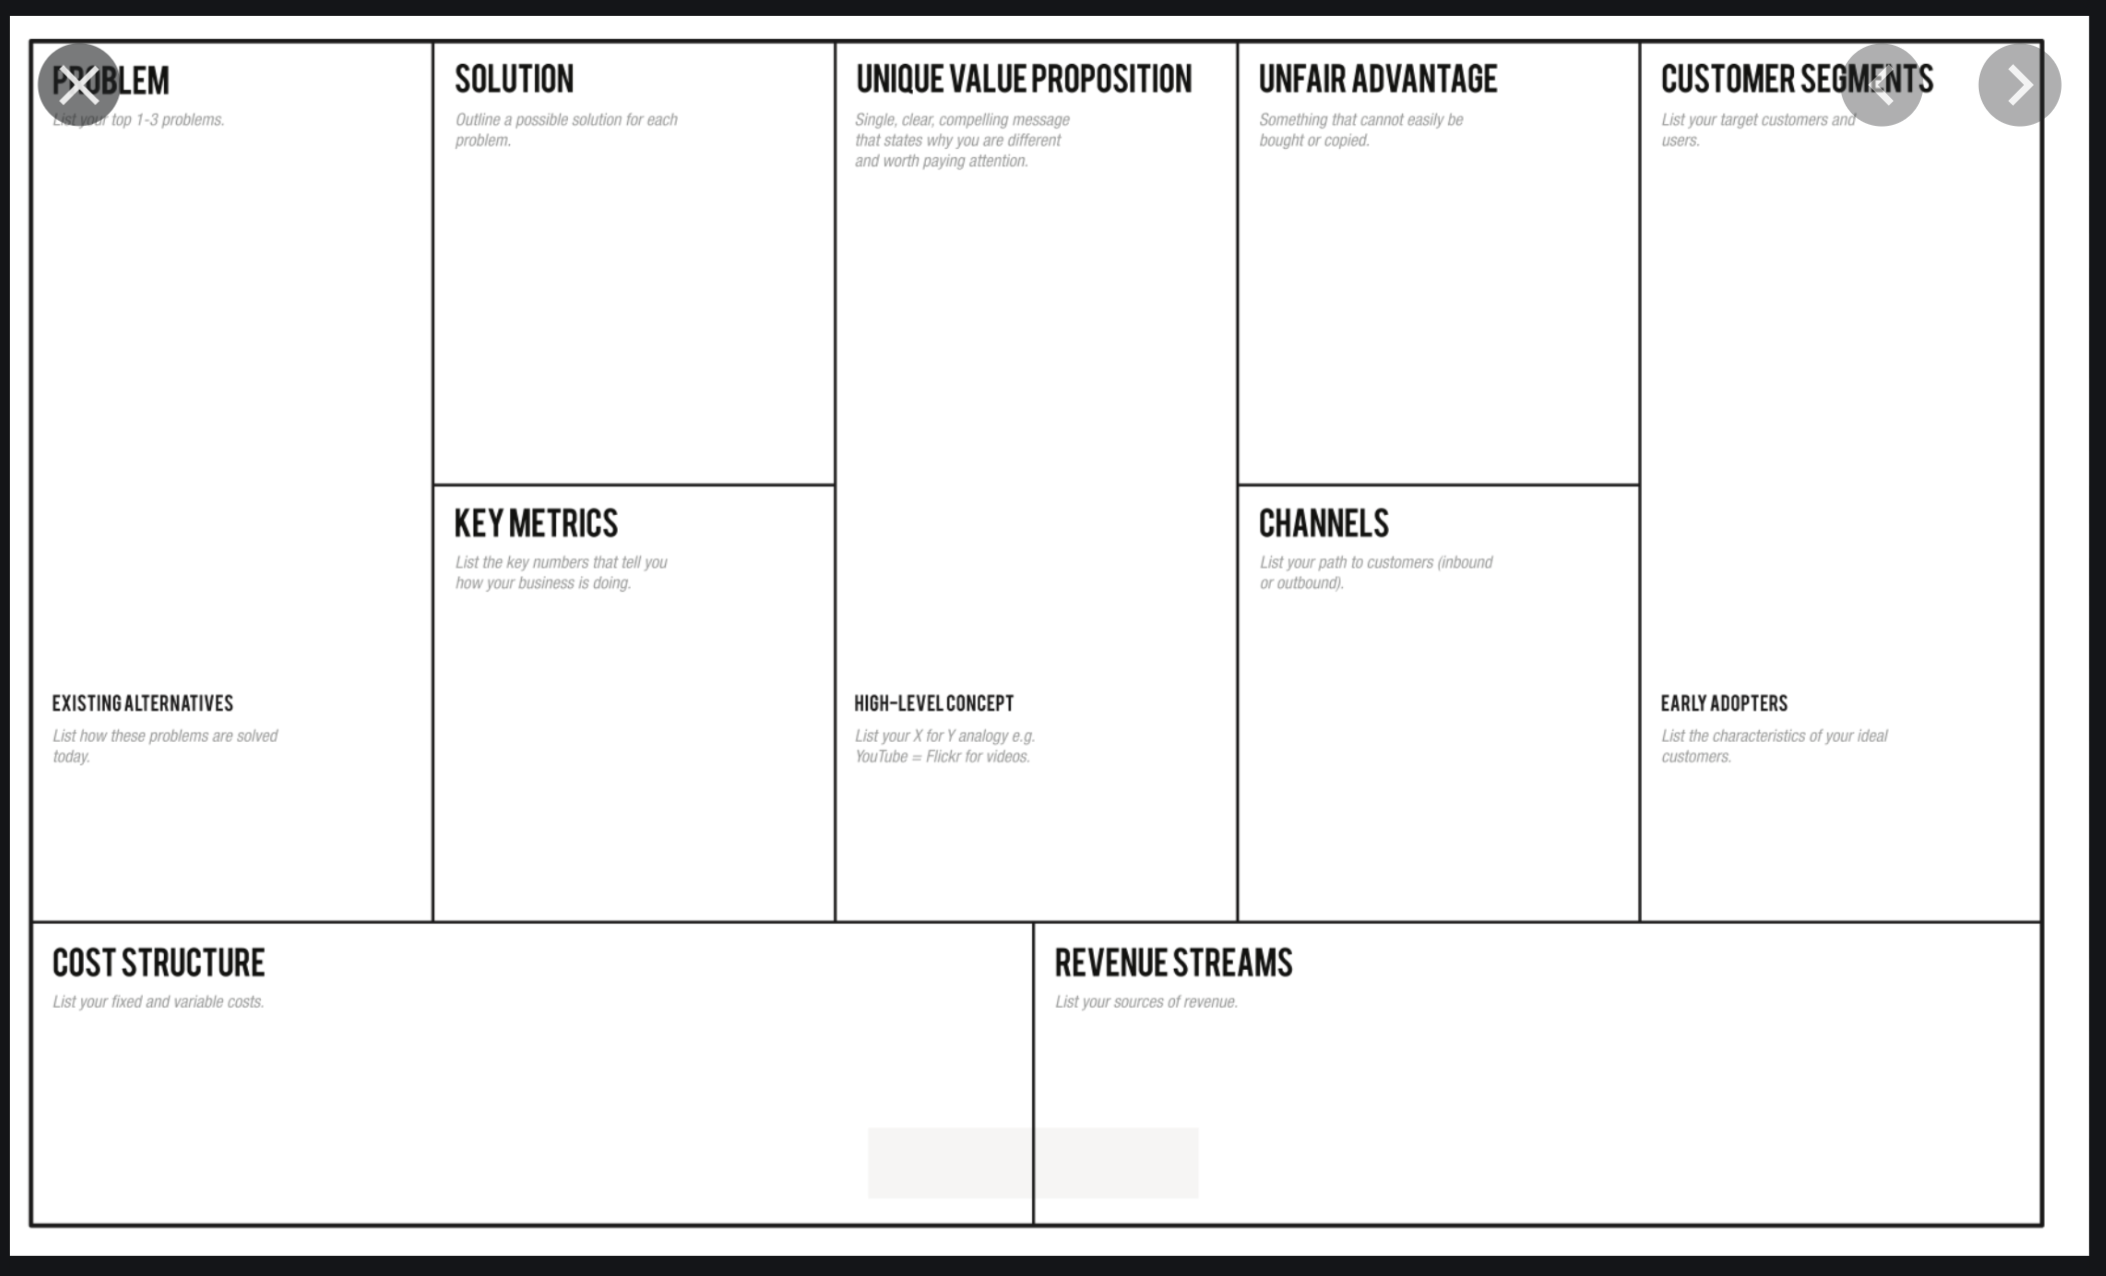 PROBLEM
List your top 1-3 problems.
EXISTING ALTERNATIVES
List how these problems are solved
today.
SOLUTION
Outline a possible solution for each
problem.
KEY METRICS
List the key numbers that tell you
how your business is doing.
UNIQUE VALUE PROPOSITION
Single, clear, compelling message
that states why you are different
and worth paying attention.
HIGH-LEVEL CONCEPT
List your X for Y analogy e.g.
YouTube = Flickr for videos.
UNFAIR ADVANTAGE
Something that cannot easily be
bought or copied.
CHANNELS
List your path to customers (inbound
or outbound).
CUSTOMER SEGMENTS
List your target customers and
users.
EARLY ADOPTERS
List the characteristics of your ideal
customers.
COST STRUCTURE
List your fixed and variable costs.
REVENUE STREAMS
List your sources of revenue.